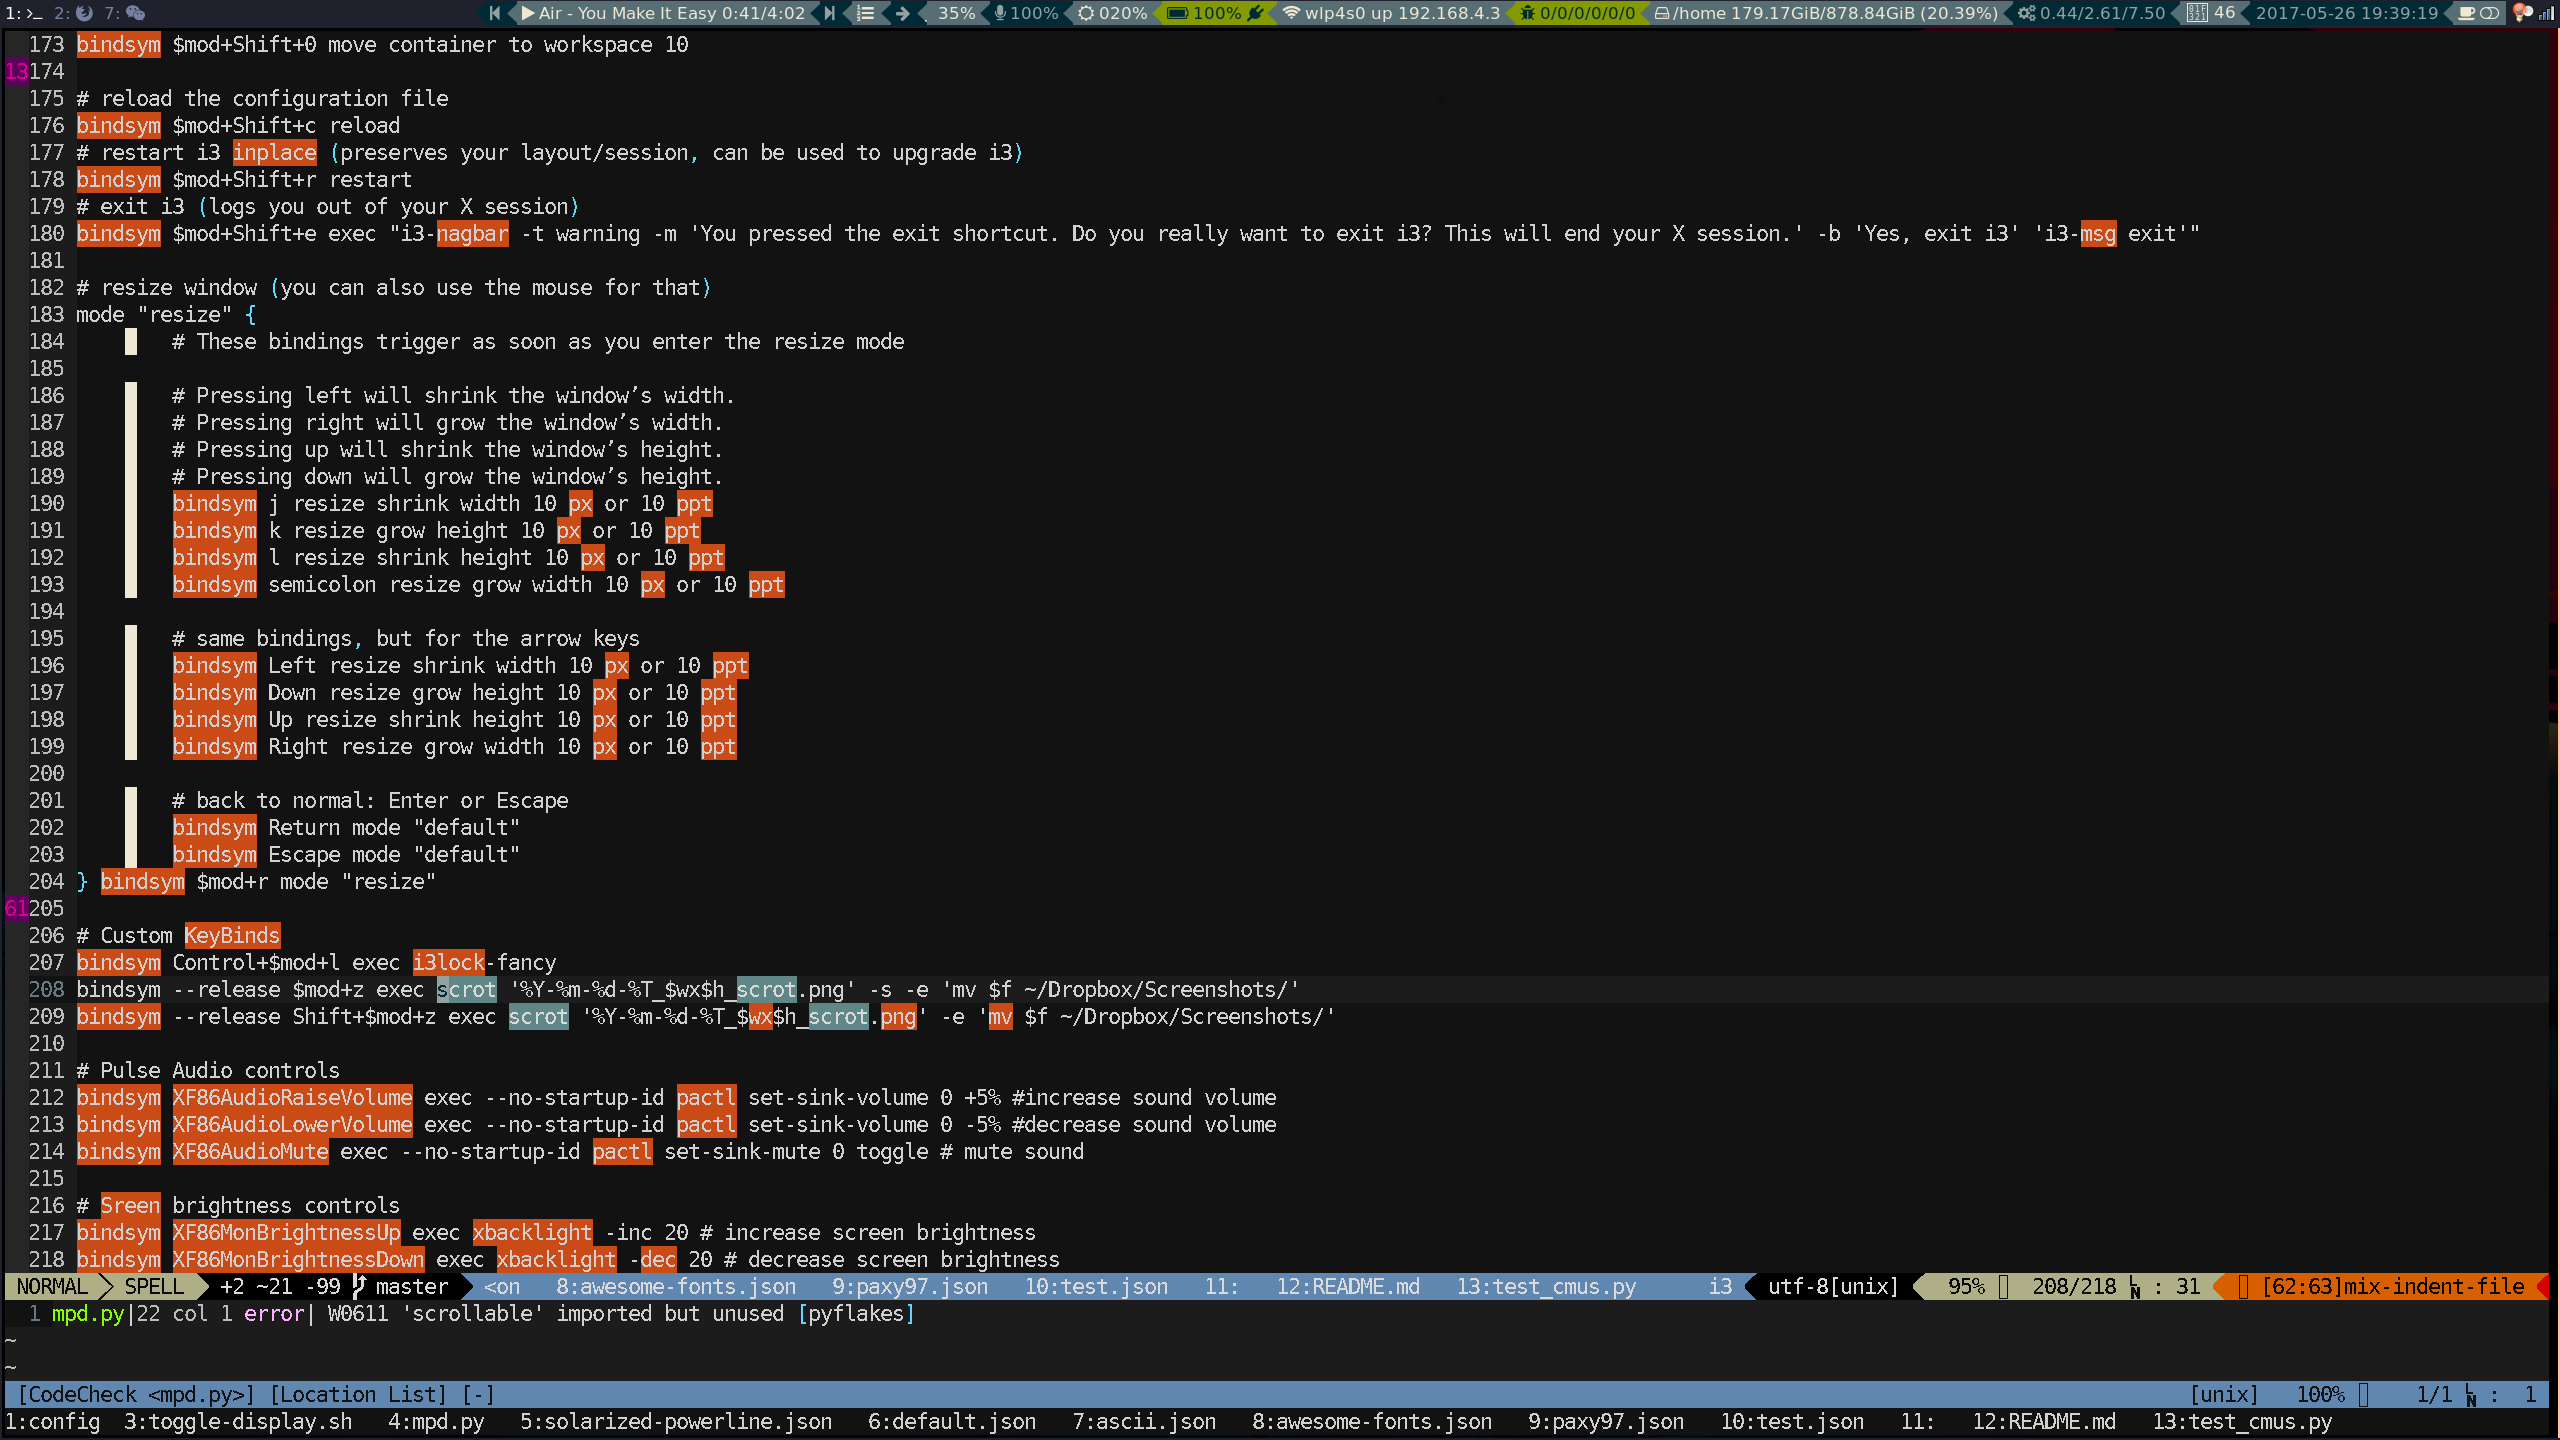 1: >_ 2: 7: Air - You Make It Easy 0:41/4:02 35% 100% 020% 100% wlp4s0 up 192.168.4.3 0/0/0/0/0/0 /home 179.17GiB/878.84GiB (20.39%) 0.44/2.61/7.50 46 2017-05-26 19:39:19
173 bindsym $mod+Shift+0 move container to workspace 10
13 174
175 # reload the configuration file
176 bindsym $mod+Shift+c reload
177 # restart i3 inplace (preserves your layout/session, can be used to upgrade i3)
178 bindsym $mod+Shift+r restart
179 # exit i3 (logs you out of your X session)
180 bindsym $mod+Shift+e exec "i3-nagbar -t warning -m 'You pressed the exit shortcut. Do you really want to exit i3? This will end your X session.' -b 'Yes, exit i3' 'i3-msg exit'"
181
182 # resize window (you can also use the mouse for that)
183 mode "resize" {
184 # These bindings trigger as soon as you enter the resize mode
185
186 # Pressing left will shrink the window’s width.
187 # Pressing right will grow the window’s width.
188 # Pressing up will shrink the window’s height.
189 # Pressing down will grow the window’s height.
190 bindsym j resize shrink width 10 px or 10 ppt
191 bindsym k resize grow height 10 px or 10 ppt
192 bindsym l resize shrink height 10 px or 10 ppt
193 bindsym semicolon resize grow width 10 px or 10 ppt
194
195 # same bindings, but for the arrow keys
196 bindsym Left resize shrink width 10 px or 10 ppt
197 bindsym Down resize grow height 10 px or 10 ppt
198 bindsym Up resize shrink height 10 px or 10 ppt
199 bindsym Right resize grow width 10 px or 10 ppt
200
201 # back to normal: Enter or Escape
202 bindsym Return mode "default"
203 bindsym Escape mode "default"
204 } bindsym $mod+r mode "resize"
61 205
206 # Custom KeyBinds
207 bindsym Control+$mod+l exec i3lock-fancy
208 bindsym --release $mod+z exec scrot '%Y-%m-%d-%T_$wx$h_scrot.png' -s -e 'mv $f ~/Dropbox/Screenshots/'
209 bindsym --release Shift+$mod+z exec scrot '%Y-%m-%d-%T_$wx$h_scrot.png' -e 'mv $f ~/Dropbox/Screenshots/'
210
211 # Pulse Audio controls
212 bindsym XF86AudioRaiseVolume exec --no-startup-id pactl set-sink-volume 0 +5% #increase sound volume
213 bindsym XF86AudioLowerVolume exec --no-startup-id pactl set-sink-volume 0 -5% #decrease sound volume
214 bindsym XF86AudioMute exec --no-startup-id pactl set-sink-mute 0 toggle # mute sound
215
216 # Sreen brightness controls
217 bindsym XF86MonBrightnessUp exec xbacklight -inc 20 # increase screen brightness
218 bindsym XF86MonBrightnessDown exec xbacklight -dec 20 # decrease screen brightness
NORMAL SPELL +2 ~21 -99 master <on 8:awesome-fonts.json 9:paxy97.json 10:test.json 11: 12:README.md 13:test_cmus.py i3 utf-8[unix] 95% 208/218 : 31 [62:63]mix-indent-file
1 mpd.py|22 col 1 error| W0611 'scrollable' imported but unused [pyflakes]
~
~
[CodeCheck <mpd.py>] [Location List] [-] [unix] 100% 1/1 : 1
1:config 3:toggle-display.sh 4:mpd.py 5:solarized-powerline.json 6:default.json 7:ascii.json 8:awesome-fonts.json 9:paxy97.json 10:test.json 11: 12:README.md 13:test_cmus.py